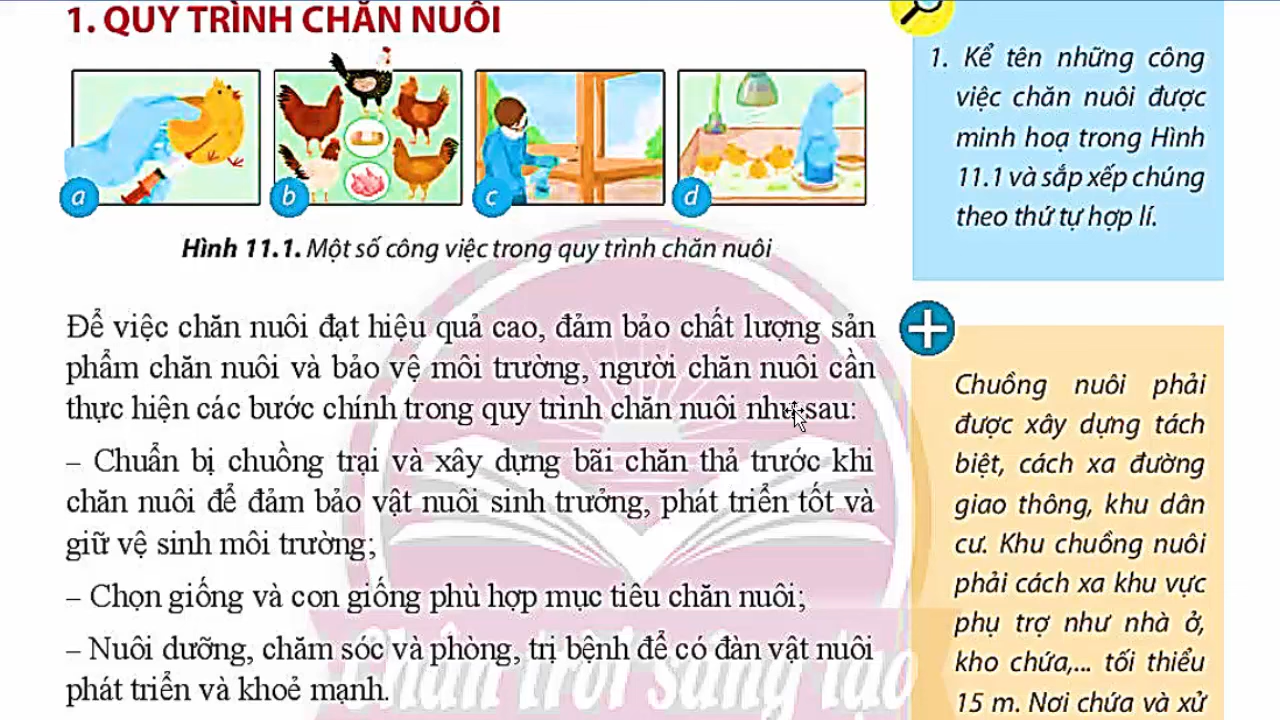 1. QUY TRÌNH CHĂN NUÔI
a
b
c
d
Hình 11.1. Một số công việc trong quy trình chăn nuôi
Để việc chăn nuôi đạt hiệu quả cao, đảm bảo chất lượng sản
phẩm chăn nuôi và bảo vệ môi trường, người chăn nuôi cần
thực hiện các bước chính trong quy trình chăn nuôi như sau:
– Chuẩn bị chuồng trại và xây dựng bãi chăn thả trước khi
chăn nuôi để đảm bảo vật nuôi sinh trưởng, phát triển tốt và
giữ vệ sinh môi trường;
– Chọn giống và con giống phù hợp mục tiêu chăn nuôi;
– Nuôi dưỡng, chăm sóc và phòng, trị bệnh để có đàn vật nuôi
phát triển và khoẻ mạnh.
Chân trời sáng tạo
1. Kể tên những công
việc chăn nuôi được
minh hoạ trong Hình
11.1 và sắp xếp chúng
theo thứ tự hợp lí.
Chuồng nuôi phải
được xây dựng tách
biệt, cách xa đường
giao thông, khu dân
cư. Khu chuồng nuôi
phải cách xa khu vực
phụ trợ như nhà ở,
kho chứa,... tối thiểu
15 m. Nơi chứa và xử